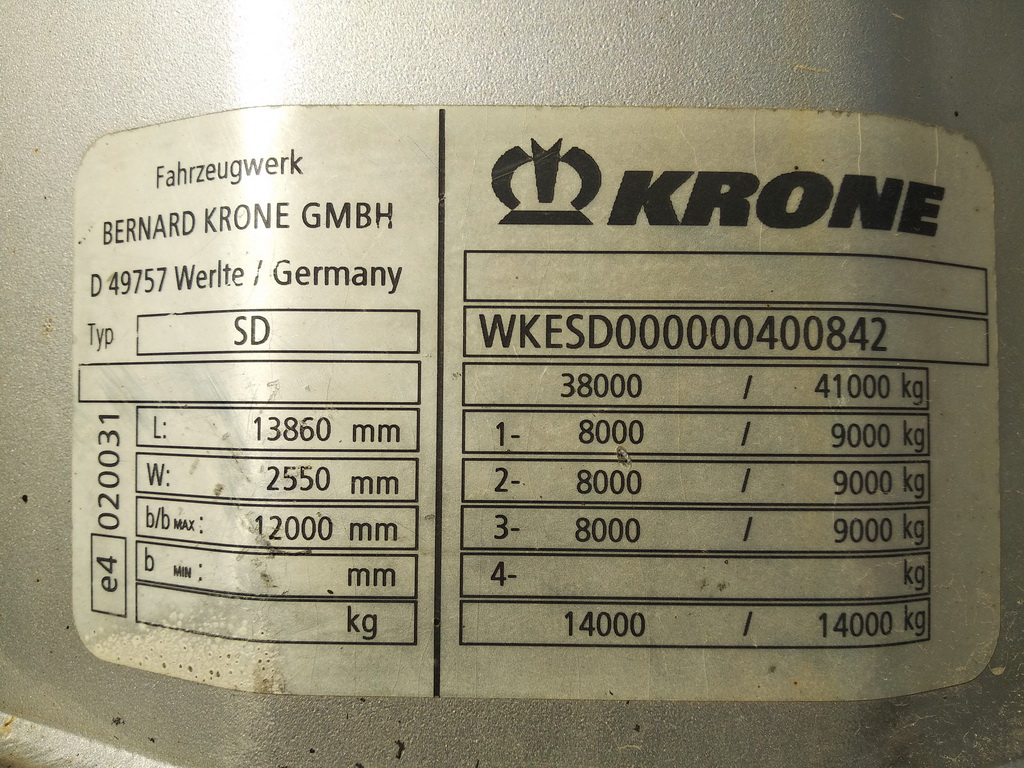 Fahrzeugwerk
BERNARD KRONE GMBH
D 49757 Werlte / Germany
Typ SD
L: 13860 mm
W: 2550 mm
b/b MAX : 12000 mm
b MIN : mm
kg
e4 020031
KRONE
WKESD000000400842
38000 / 41000 kg
1- 8000 / 9000 kg
2- 8000 / 9000 kg
3- 8000 / 9000 kg
4- kg
14000 / 14000 kg